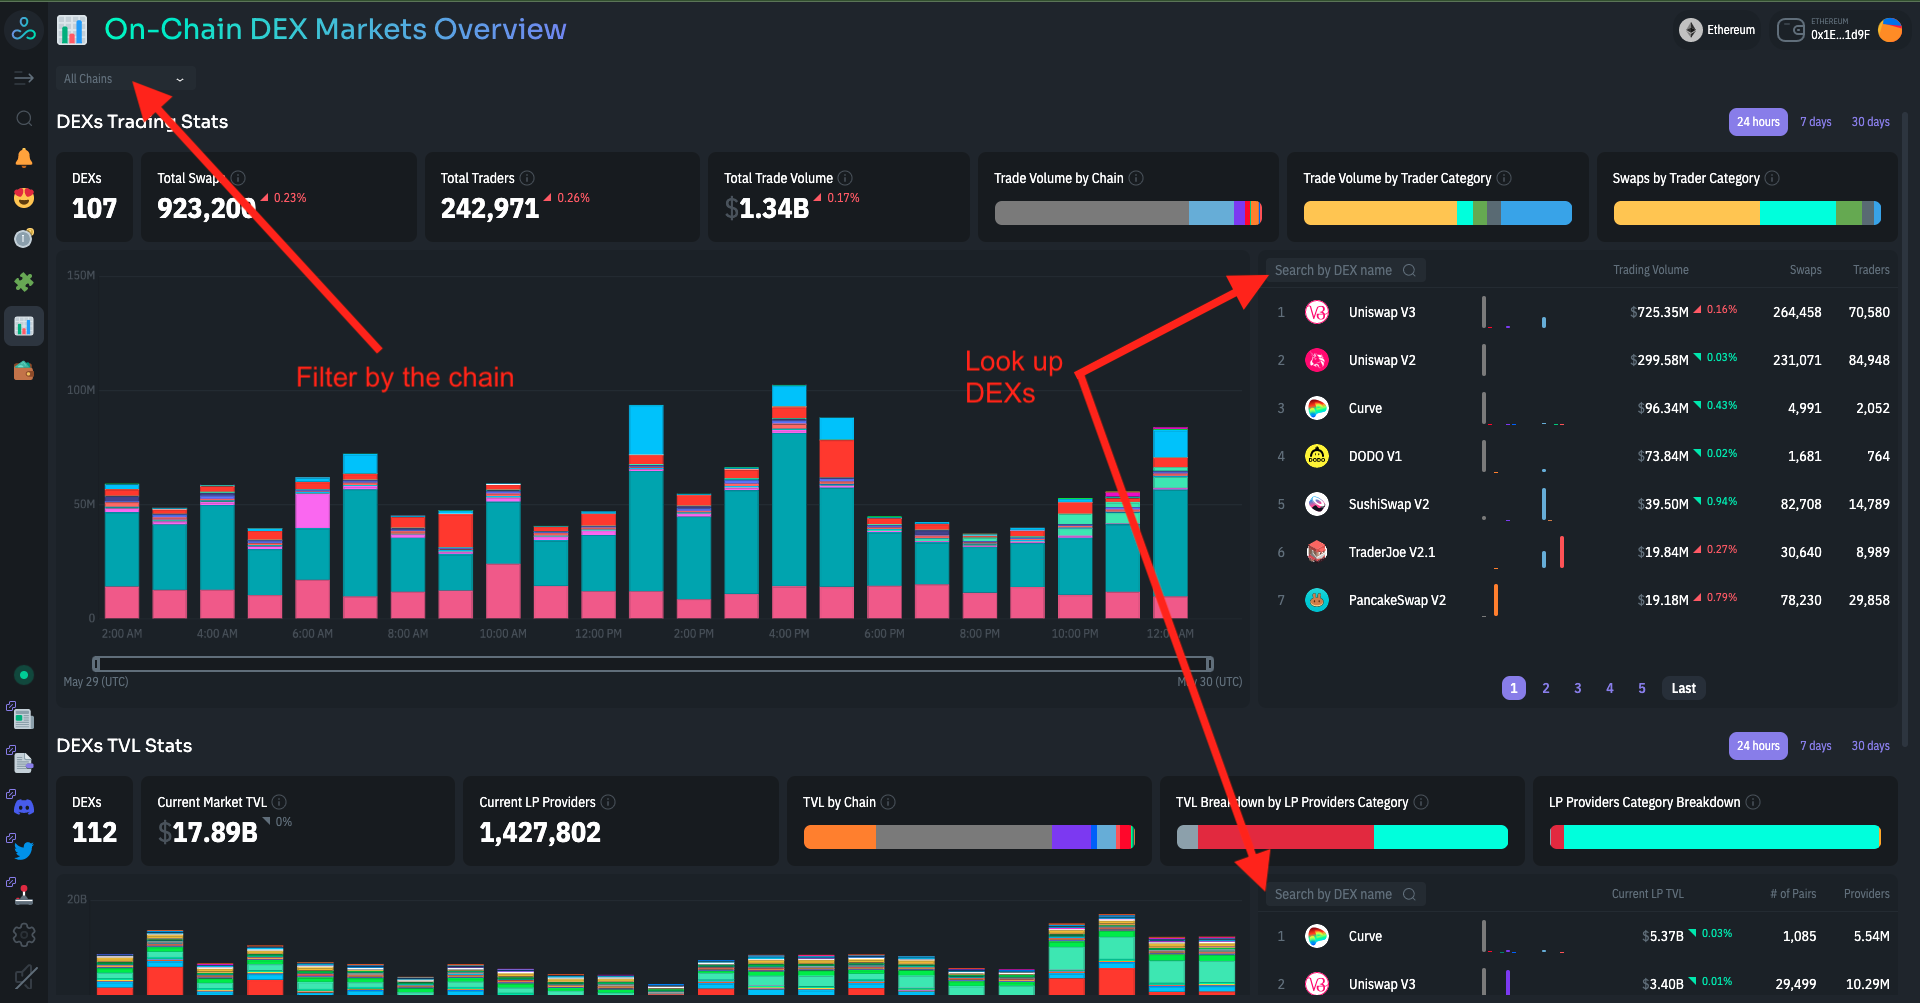 On-Chain DEX Markets Overview
Ethereum
ETHEREUM
0x1E...1d9F
All Chains
DEXs Trading Stats
24 hours 7 days 30 days
DEXs
107
Total Swaps
923,200 0.23%
Total Traders
242,971 0.26%
Total Trade Volume
$1.34B 0.17%
Trade Volume by Chain
Trade Volume by Trader Category
Swaps by Trader Category
150M
100M
50M
0
2:00 AM 4:00 AM 6:00 AM 8:00 AM 10:00 AM 12:00 PM 2:00 PM 4:00 PM 6:00 PM 8:00 PM 10:00 PM 12:00 AM
May 29 (UTC) May 30 (UTC)
Filter by the chain
Look up
DEXs
Search by DEX name Trading Volume Swaps Traders
1 Uniswap V3 $725.35M 0.16% 264,458 70,580
2 Uniswap V2 $299.58M 0.03% 231,071 84,948
3 Curve $96.34M 0.43% 4,991 2,052
4 DODO V1 $73.84M 0.02% 1,681 764
5 SushiSwap V2 $39.50M 0.94% 82,708 14,789
6 TraderJoe V2.1 $19.84M 0.27% 30,640 8,989
7 PancakeSwap V2 $19.18M 0.79% 78,230 29,858
1 2 3 4 5 Last
DEXs TVL Stats
24 hours 7 days 30 days
DEXs
112
Current Market TVL
$17.89B 0%
Current LP Providers
1,427,802
TVL by Chain
TVL Breakdown by LP Providers Category
LP Providers Category Breakdown
20B
Search by DEX name Current LP TVL # of Pairs Providers
1 Curve $5.37B 0.03% 1,085 5.54M
2 Uniswap V3 $3.40B 0.01% 29,499 10.29M